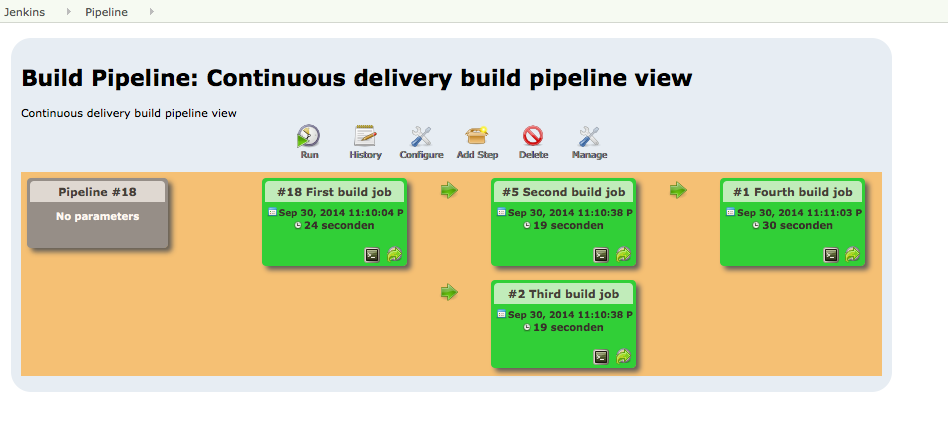 Jenkins Pipeline
Build Pipeline: Continuous delivery build pipeline view
Continuous delivery build pipeline view
Run History Configure Add Step Delete Manage
Pipeline #18
No parameters
#18 First build job
Sep 30, 2014 11:10:04 P
24 seconden
#5 Second build job
Sep 30, 2014 11:10:38 P
19 seconden
#1 Fourth build job
Sep 30, 2014 11:11:03 P
30 seconden
#2 Third build job
Sep 30, 2014 11:10:38 P
19 seconden